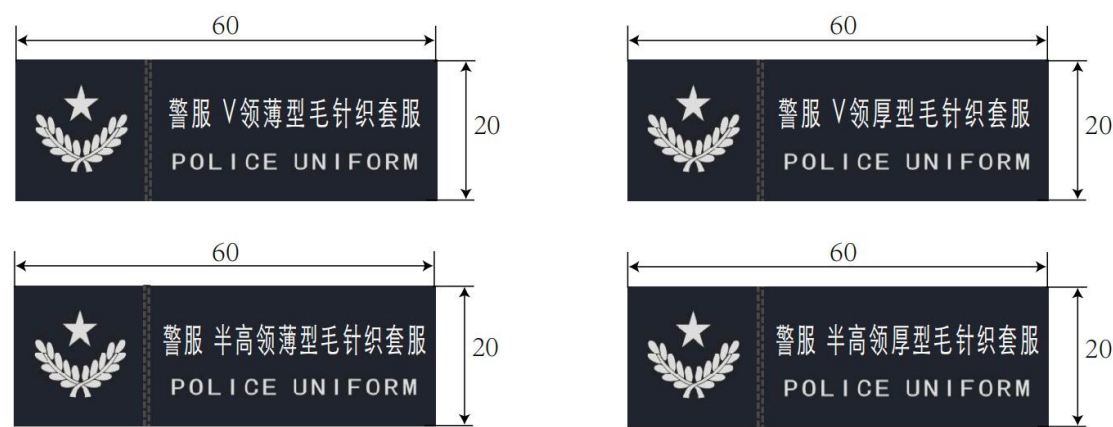 60
60
警服 V领薄型毛针织套服
POLICE UNIFORM
20
警服 V领厚型毛针织套服
POLICE UNIFORM
20
60
60
警服 半高领薄型毛针织套服
POLICE UNIFORM
20
警服 半高领厚型毛针织套服
POLICE UNIFORM
20